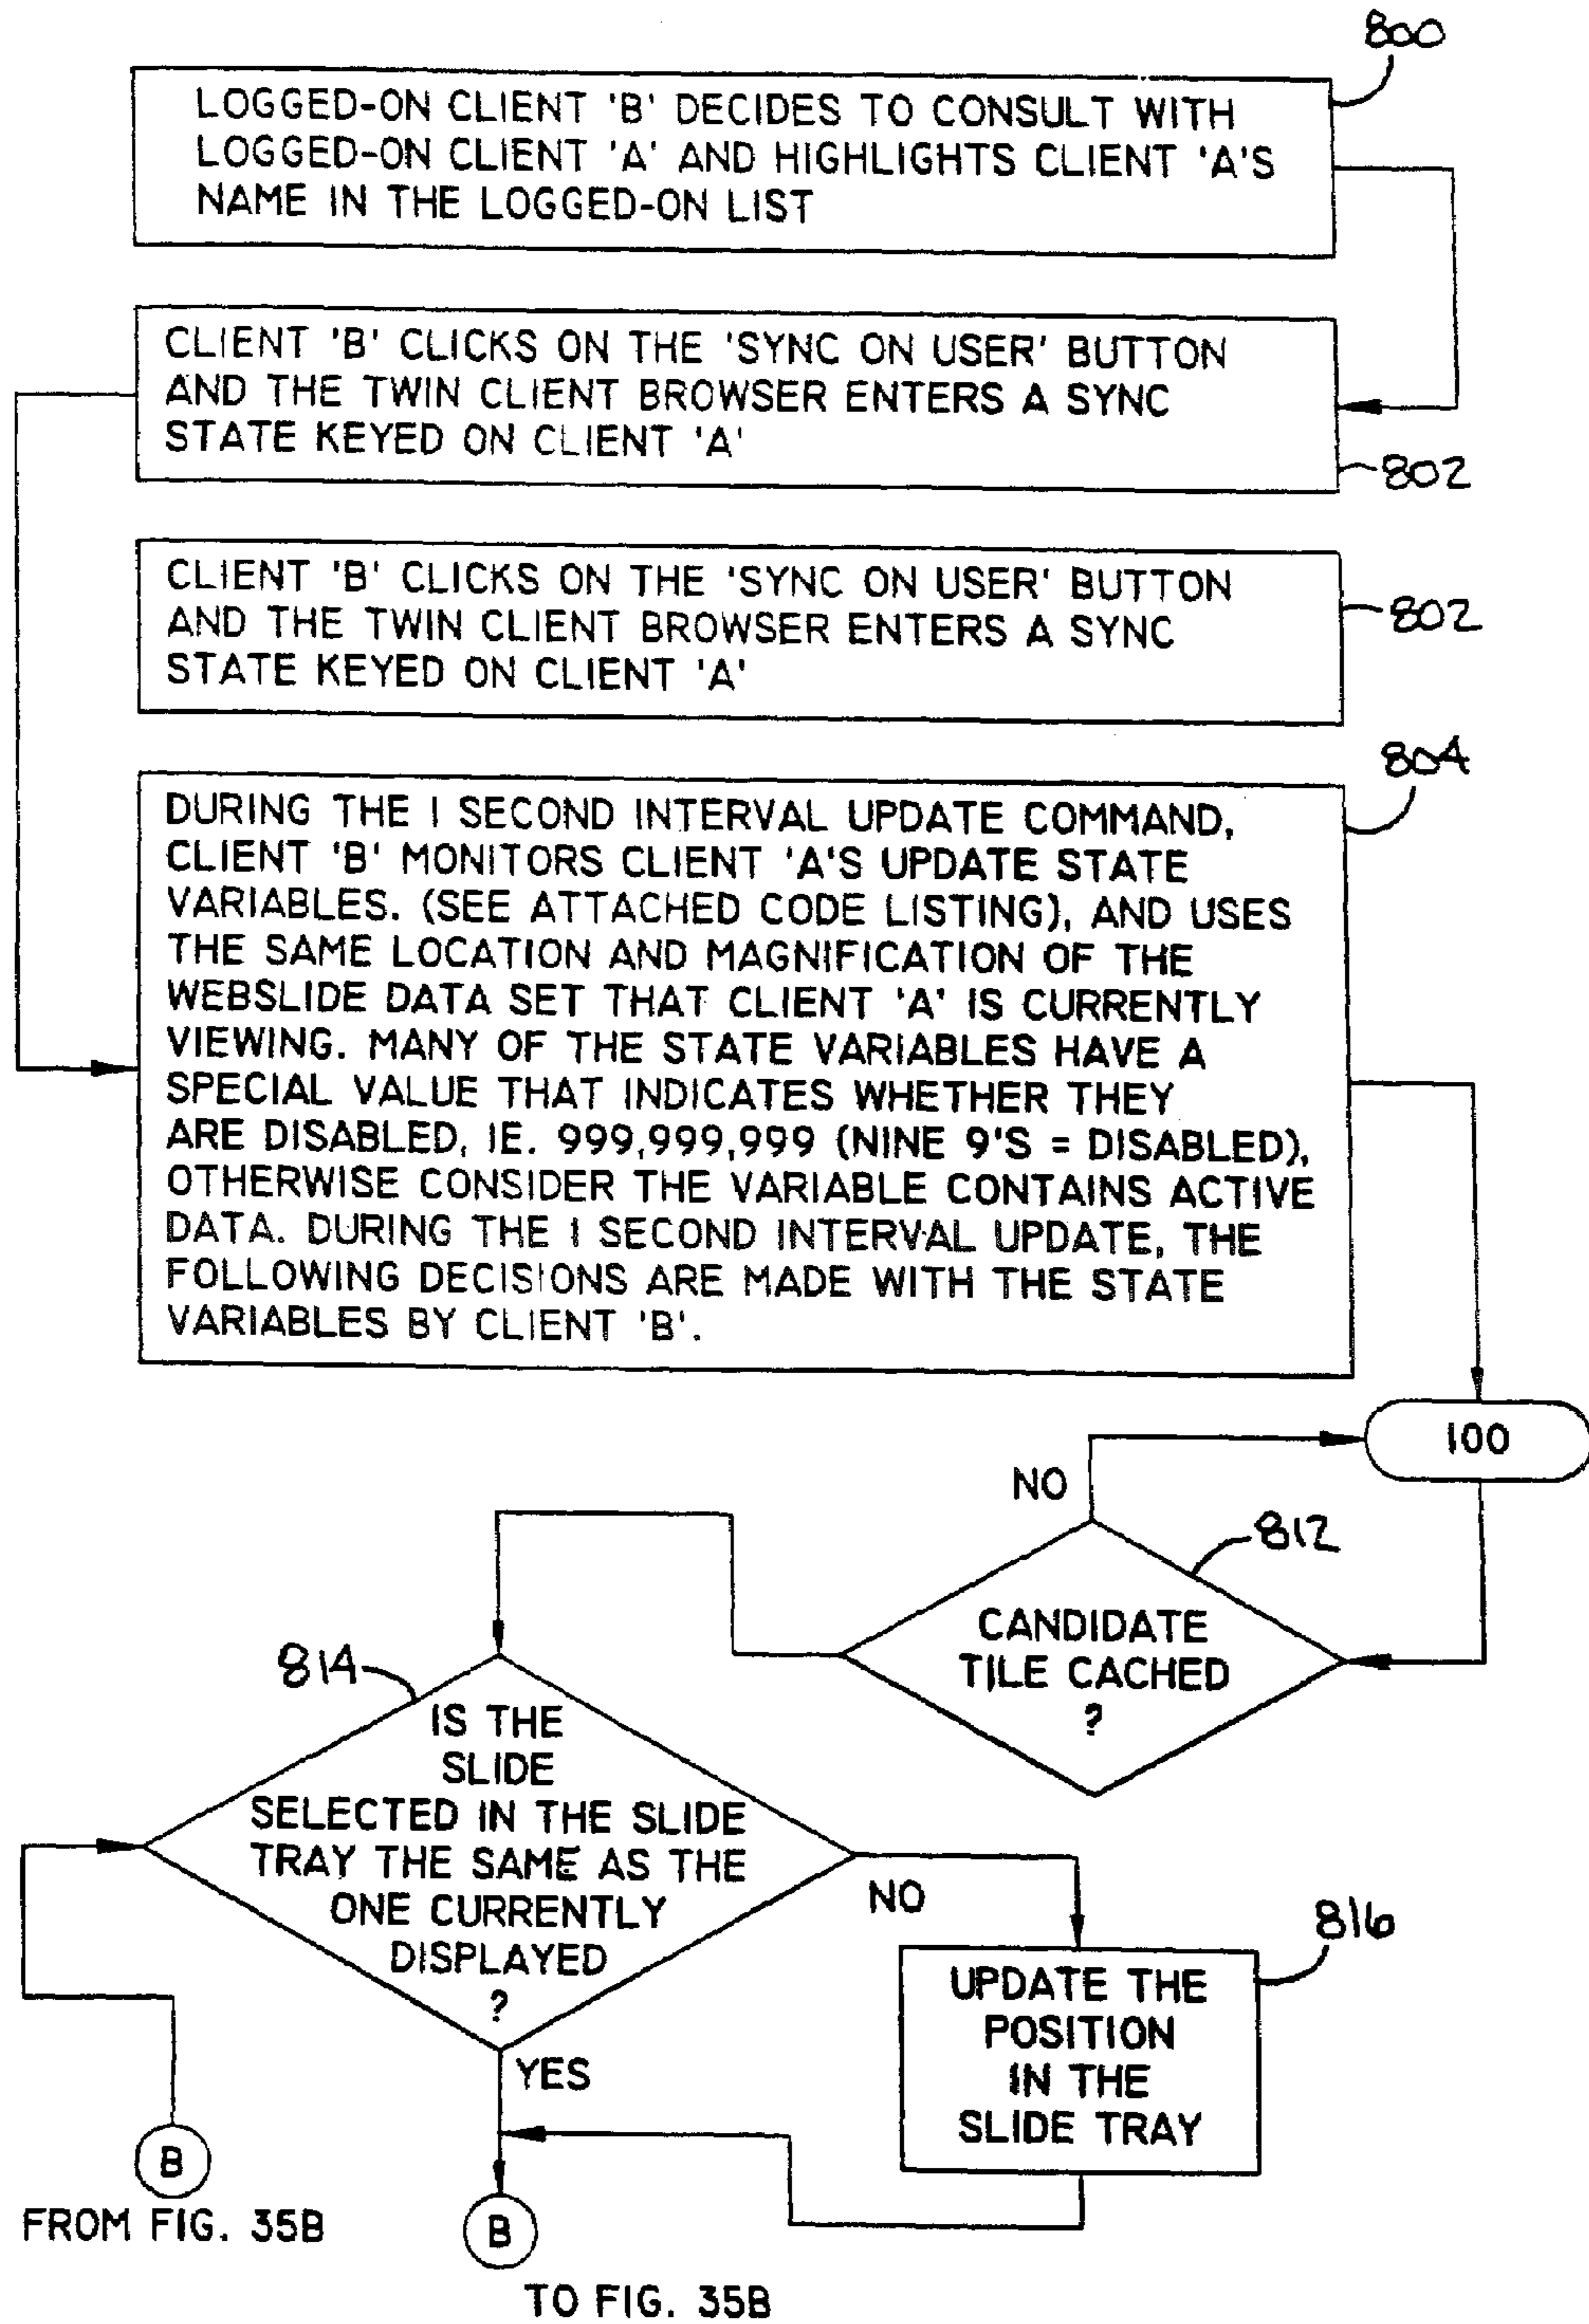 800
LOGGED-ON CLIENT 'B' DECIDES TO CONSULT WITH
LOGGED-ON CLIENT 'A' AND HIGHLIGHTS CLIENT 'A'S
NAME IN THE LOGGED-ON LIST
CLIENT 'B' CLICKS ON THE 'SYNC ON USER' BUTTON
AND THE TWIN CLIENT BROWSER ENTERS A SYNC
STATE KEYED ON CLIENT 'A'
802
CLIENT 'B' CLICKS ON THE 'SYNC ON USER' BUTTON
AND THE TWIN CLIENT BROWSER ENTERS A SYNC
STATE KEYED ON CLIENT 'A'
802
804
DURING THE 1 SECOND INTERVAL UPDATE COMMAND,
CLIENT 'B' MONITORS CLIENT 'A'S UPDATE STATE
VARIABLES. (SEE ATTACHED CODE LISTING), AND USES
THE SAME LOCATION AND MAGNIFICATION OF THE
WEBSLIDE DATA SET THAT CLIENT 'A' IS CURRENTLY
VIEWING. MANY OF THE STATE VARIABLES HAVE A
SPECIAL VALUE THAT INDICATES WHETHER THEY
ARE DISABLED, IE. 999,999,999 (NINE 9'S = DISABLED),
OTHERWISE CONSIDER THE VARIABLE CONTAINS ACTIVE
DATA. DURING THE 1 SECOND INTERVAL UPDATE, THE
FOLLOWING DECISIONS ARE MADE WITH THE STATE
VARIABLES BY CLIENT 'B'.
100
NO
812
CANDIDATE
TILE CACHED
?
814
IS THE
SLIDE
SELECTED IN THE SLIDE
TRAY THE SAME AS THE
ONE CURRENTLY
DISPLAYED
?
NO
816
UPDATE THE
POSITION
IN THE
SLIDE TRAY
YES
B
FROM FIG. 35B
B
TO FIG. 35B